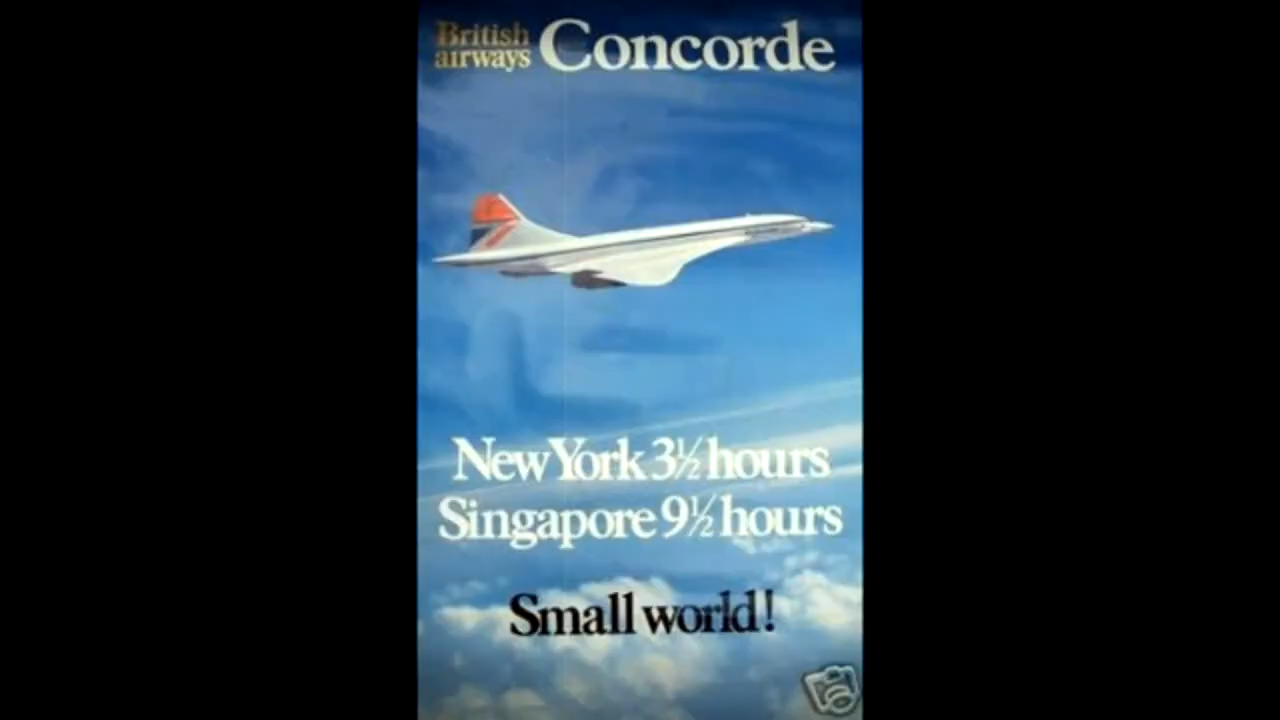 British
airways
Concorde
New York 3½ hours
Singapore 9½ hours
Small world!